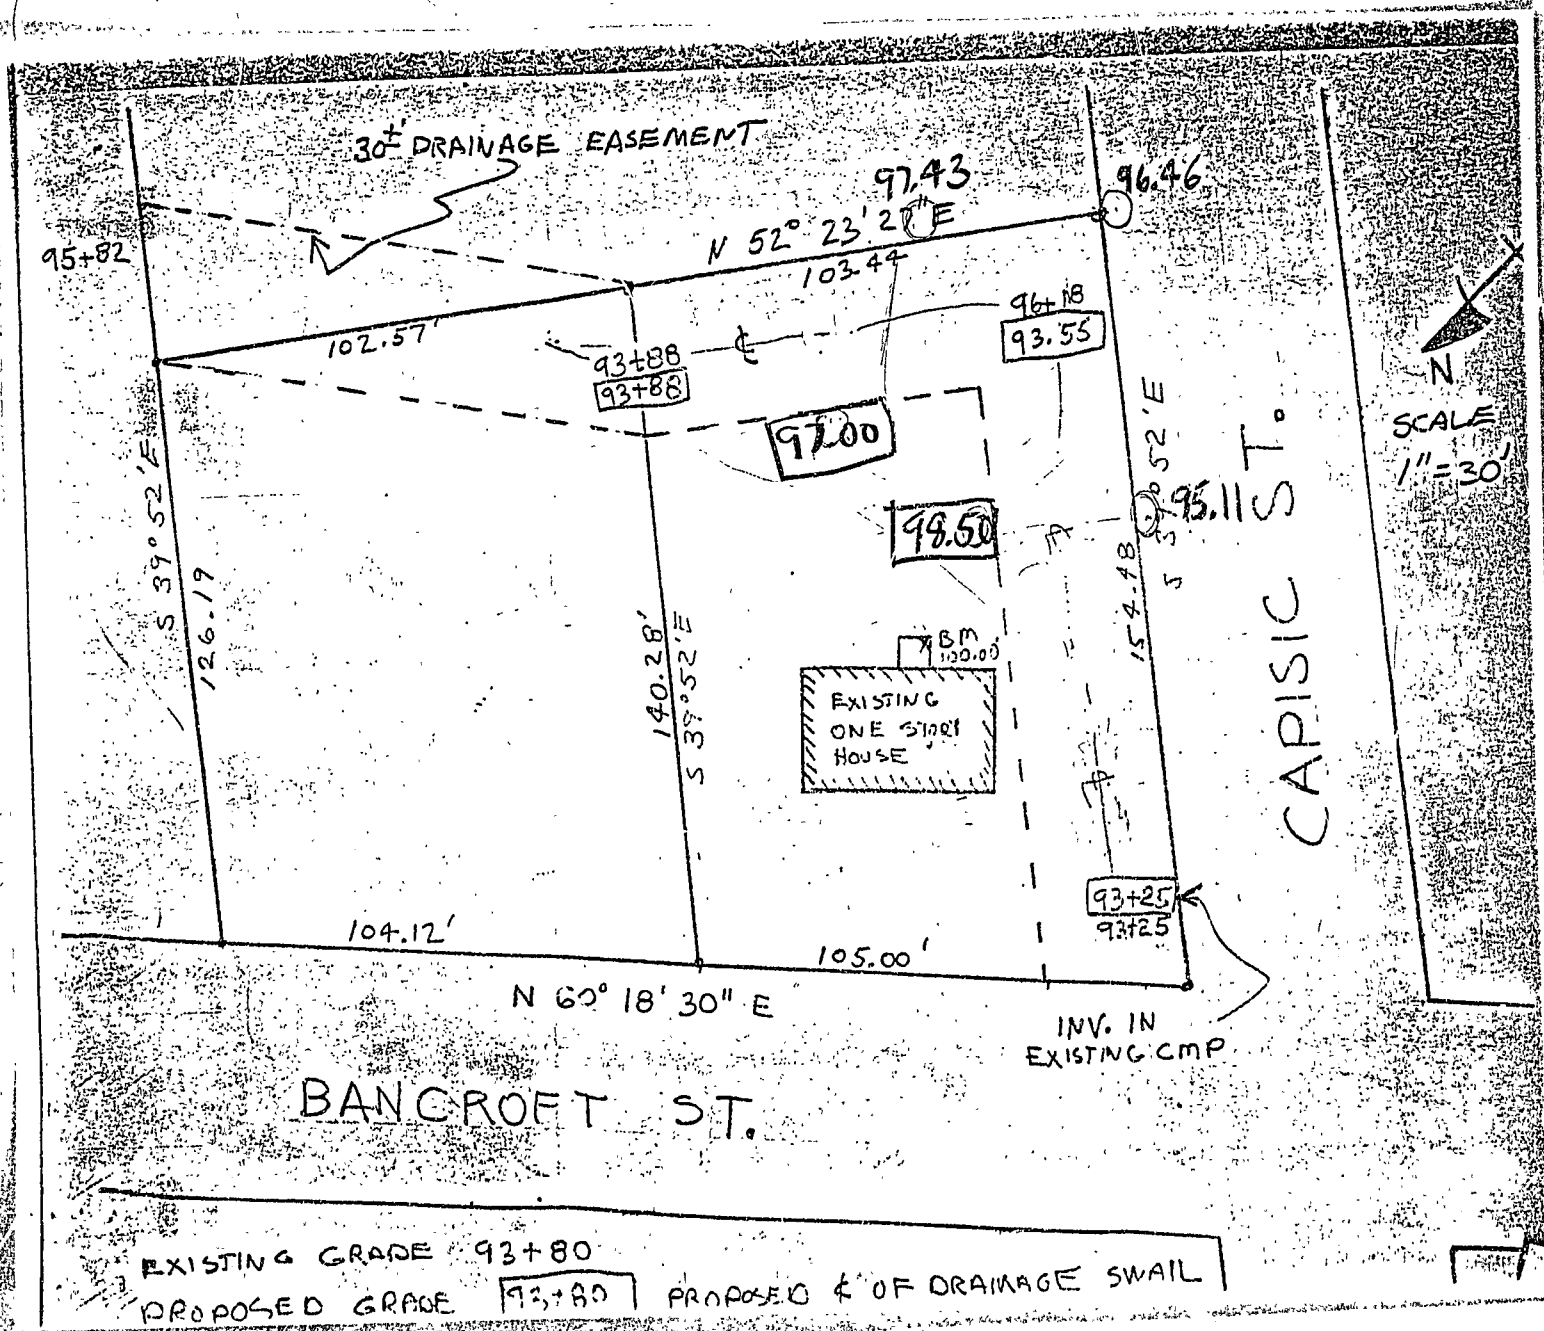 30±' DRAINAGE EASEMENT
97.43
96.46
95+82
N 52° 23' 2 " E
103.44
96+18
93.55
102.57'
℄
93+88
93+88
97.00
N
SCALE
1"=30'
98.50
95.11
S 39° 52' E
126.19
140.28'
S 39° 52' E
154.48
52' E
CAPISIC ST.
BM
100.00
EXISTING
ONE STORY
HOUSE
93+25
93+25
104.12'
105.00'
N 60° 18' 30" E
INV. IN
EXISTING CMP
BANCROFT ST.
EXISTING GRADE 93+80
PROPOSED GRADE 93+80 PROPOSED ℄ OF DRAINAGE SWAIL